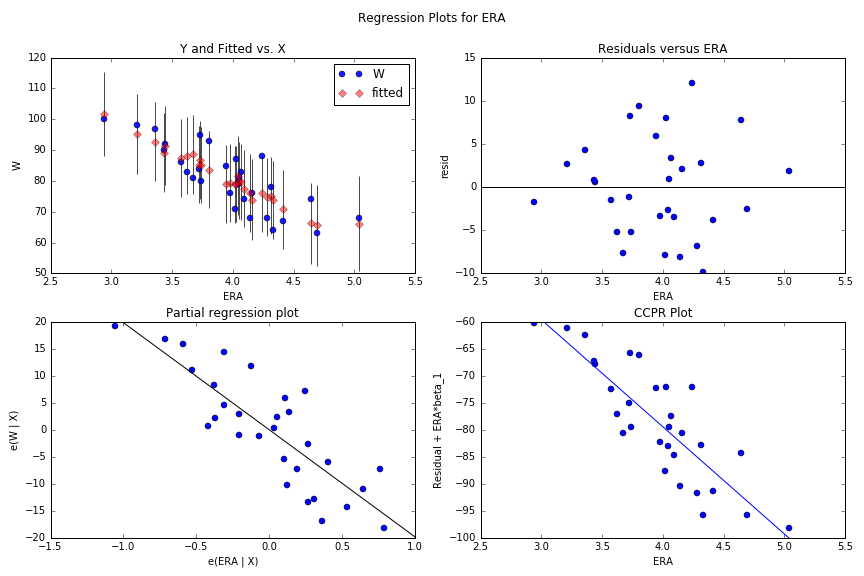 Regression Plots for ERA
Y and Fitted vs. X
120
110
100
90
80
70
60
50
W
2.5 3.0 3.5 4.0 4.5 5.0 5.5
ERA
W
fitted
Residuals versus ERA
15
10
5
0
−5
−10
resid
2.5 3.0 3.5 4.0 4.5 5.0 5.5
ERA
Partial regression plot
20
15
10
5
0
−5
−10
−15
−20
e(W | X)
−1.5 −1.0 −0.5 0.0 0.5 1.0
e(ERA | X)
CCPR Plot
−60
−65
−70
−75
−80
−85
−90
−95
−100
Residual + ERA*beta_1
2.5 3.0 3.5 4.0 4.5 5.0 5.5
ERA